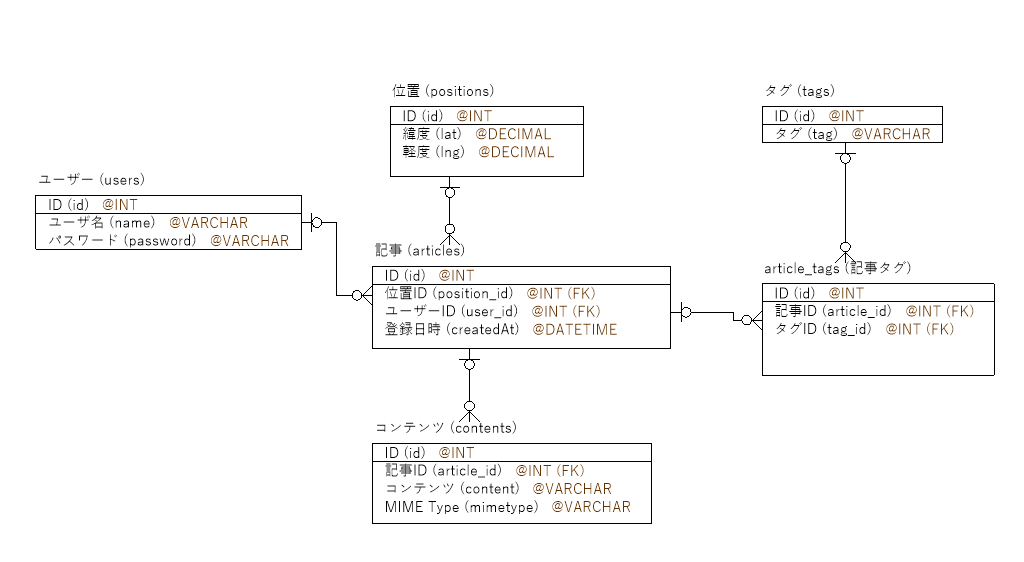 位置 (positions)
ID (id) @INT
緯度 (lat) @DECIMAL
軽度 (lng) @DECIMAL
タグ (tags)
ID (id) @INT
タグ (tag) @VARCHAR
ユーザー (users)
ID (id) @INT
ユーザ名 (name) @VARCHAR
パスワード (password) @VARCHAR
記事 (articles)
ID (id) @INT
位置ID (position_id) @INT (FK)
ユーザーID (user_id) @INT (FK)
登録日時 (createdAt) @DATETIME
article_tags (記事タグ)
ID (id) @INT
記事ID (article_id) @INT (FK)
タグID (tag_id) @INT (FK)
コンテンツ (contents)
ID (id) @INT
記事ID (article_id) @INT (FK)
コンテンツ (content) @VARCHAR
MIME Type (mimetype) @VARCHAR